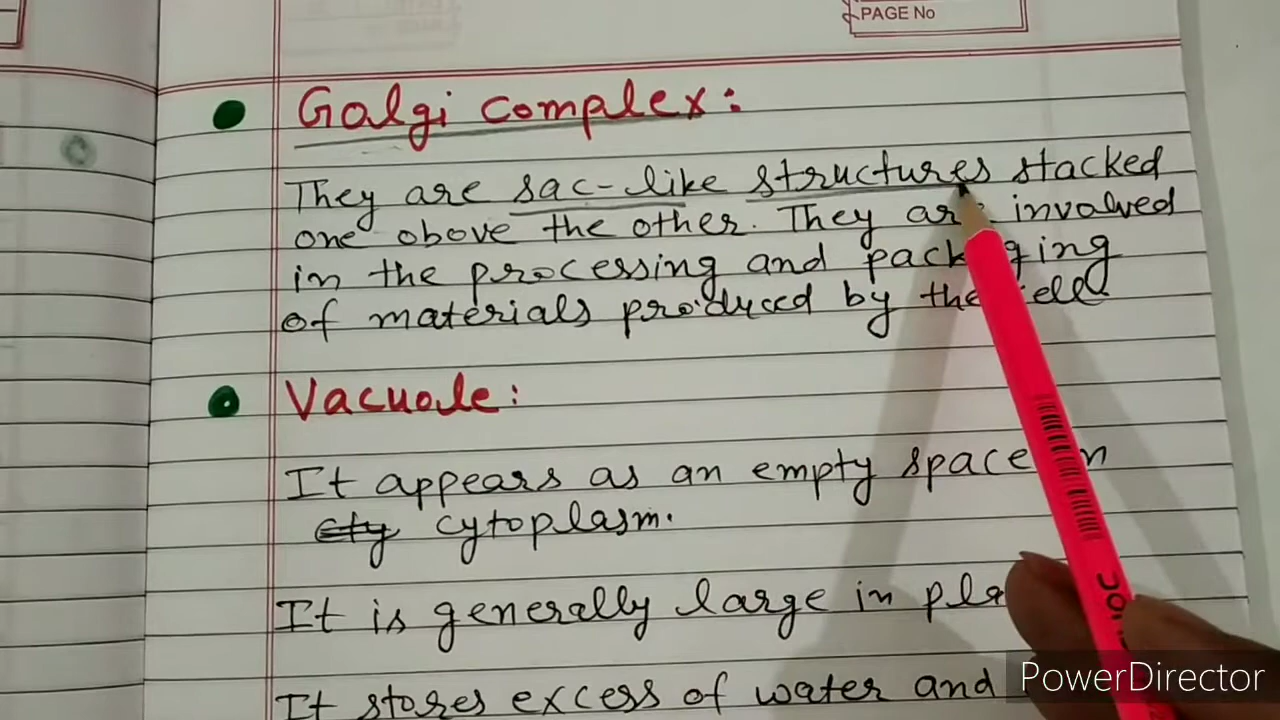 PAGE No
Golgi complex:
They are sac-like structures stacked
one above the other. They are involved
in the processing and packaging
of materials produced by the cell
Vacuole:
It appears as an empty space in
cty cytoplasm.
It is generally large in
It stores excess of water and
PowerDirector